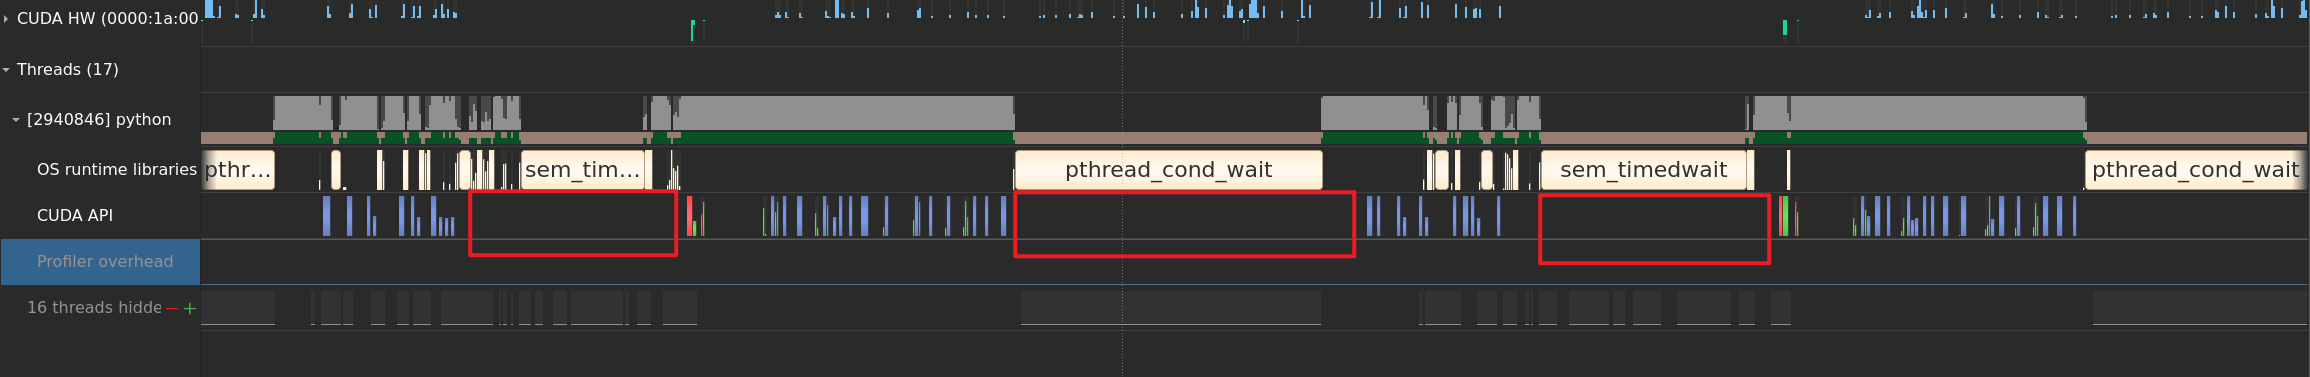 CUDA HW (0000:1a:00
Threads (17)
[2940846] python
OS runtime libraries
pthr...
sem_tim...
pthread_cond_wait
sem_timedwait
pthread_cond_wait
CUDA API
Profiler overhead
16 threads hidde